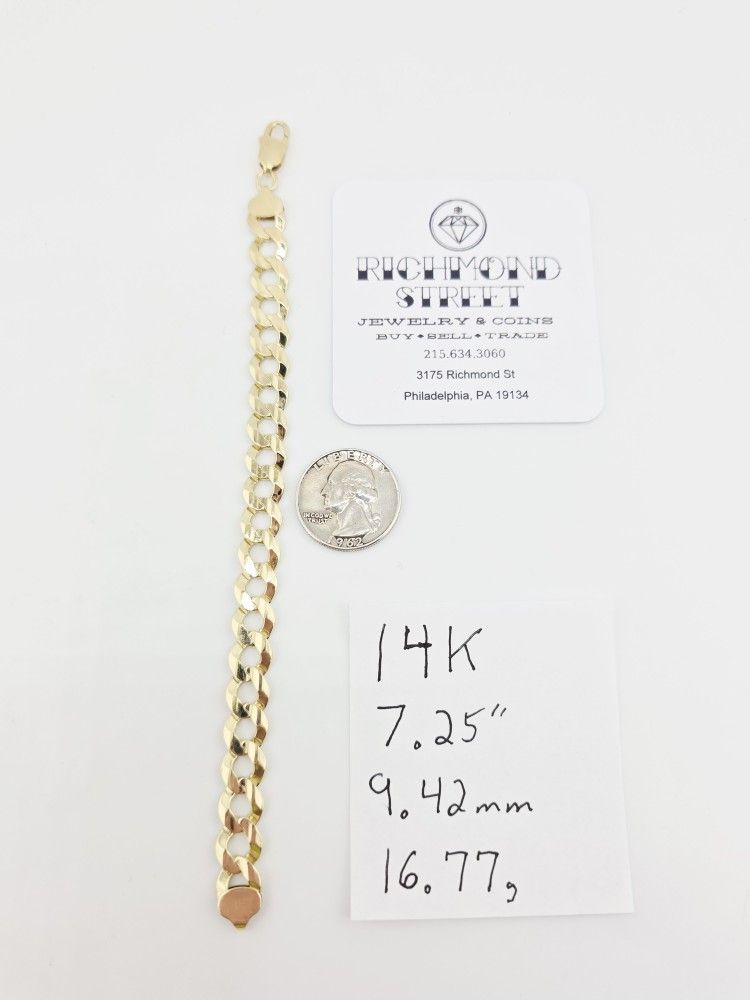 RICHMOND
STREET
JEWELRY & COINS
BUY • SELL • TRADE
215.634.3060
3175 Richmond St
Philadelphia, PA 19134
LIBERTY
IN GOD WE
TRUST
1962
14K
7.25"
9.42mm
16.77g